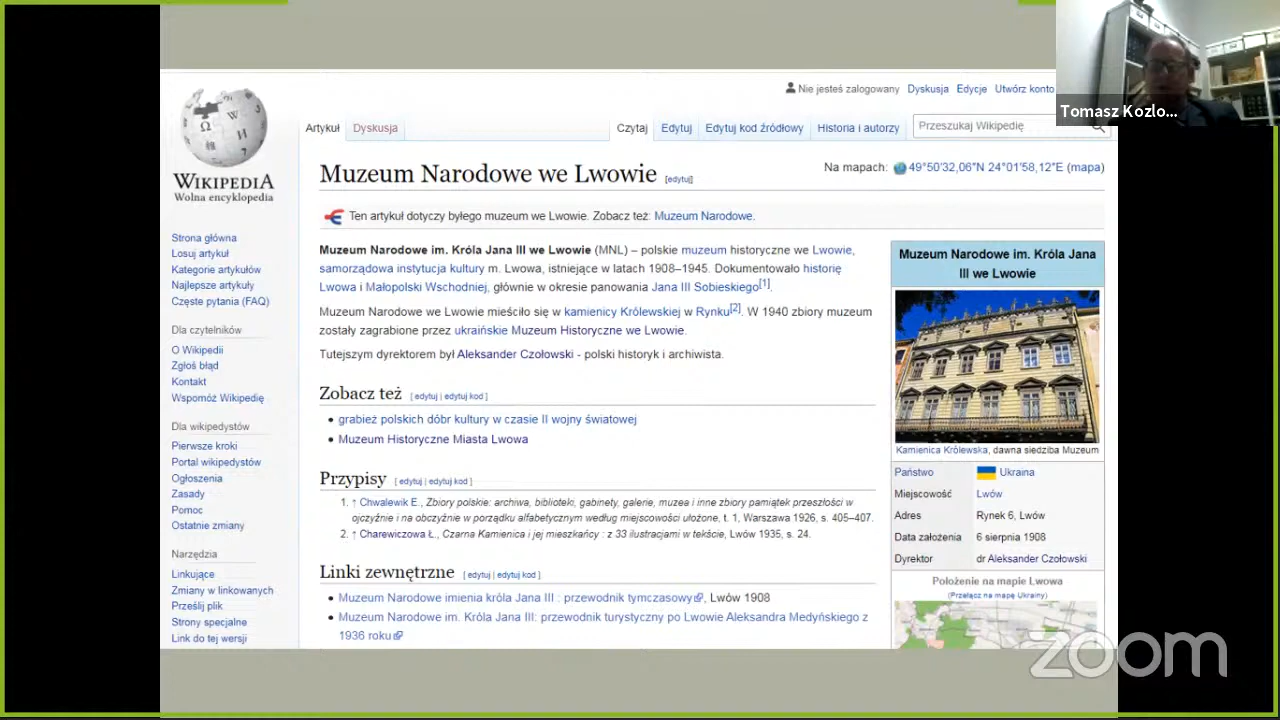 Tomasz Kozlo...
Nie jesteś zalogowany Dyskusja Edycje Utwórz konto
Artykuł Dyskusja Czytaj Edytuj Edytuj kod źródłowy Historia i autorzy Przeszukaj Wikipedię
WIKIPEDIA
Wolna encyklopedia
Strona główna
Losuj artykuł
Kategorie artykułów
Najlepsze artykuły
Częste pytania (FAQ)
Dla czytelników
O Wikipedii
Zgłoś błąd
Kontakt
Wspomóż Wikipedię
Dla wikipedystów
Pierwsze kroki
Portal wikipedystów
Ogłoszenia
Zasady
Pomoc
Ostatnie zmiany
Narzędzia
Linkujące
Zmiany w linkowanych
Prześlij plik
Strony specjalne
Link do tej wersji
Muzeum Narodowe we Lwowie [edytuj]
Na mapach: 49°50′32,06″N 24°01′58,12″E (mapa)
Ten artykuł dotyczy byłego muzeum we Lwowie. Zobacz też: Muzeum Narodowe.
Muzeum Narodowe im. Króla Jana III we Lwowie (MNL) – polskie muzeum historyczne we Lwowie,
samorządowa instytucja kultury m. Lwowa, istniejące w latach 1908–1945. Dokumentowało historię
Lwowa i Małopolski Wschodniej, głównie w okresie panowania Jana III Sobieskiego[1].
Muzeum Narodowe we Lwowie mieściło się w kamienicy Królewskiej w Rynku[2]. W 1940 zbiory muzeum
zostały zagrabione przez ukraińskie Muzeum Historyczne we Lwowie.
Tutejszym dyrektorem był Aleksander Czołowski - polski historyk i archiwista.
Zobacz też [ edytuj | edytuj kod ]
• grabież polskich dóbr kultury w czasie II wojny światowej
• Muzeum Historyczne Miasta Lwowa
Przypisy [ edytuj | edytuj kod ]
1. ↑ Chwalewik E., Zbiory polskie: archwa, biblioteki, gabinety, galerie, muzea i inne zbiory pamiątek przeszłości w
ojczyźnie i na obczyźnie w porządku alfabetycznym według miejscowości ułożone, t. 1, Warszawa 1926, s. 405–407.
2. ↑ Charewiczowa Ł., Czarna Kamienica i jej mieszkańcy : z 33 ilustracjami w tekście, Lwów 1935, s. 24.
Linki zewnętrzne [ edytuj | edytuj kod ]
• Muzeum Narodowe imienia króla Jana III : przewodnik tymczasowy, Lwów 1908
• Muzeum Narodowe im. Króla Jana III: przewodnik turystyczny po Lwowie Aleksandra Medyńskiego z
1936 roku
Muzeum Narodowe im. Króla Jana
III we Lwowie
Kamienica Królewska, dawna siedziba Muzeum
Państwo Ukraina
Miejscowość Lwów
Adres Rynek 6, Lwów
Data założenia 6 sierpnia 1908
Dyrektor dr Aleksander Czołowski
Położenie na mapie Lwowa
(Przełącz na mapę Ukrainy)
zoom